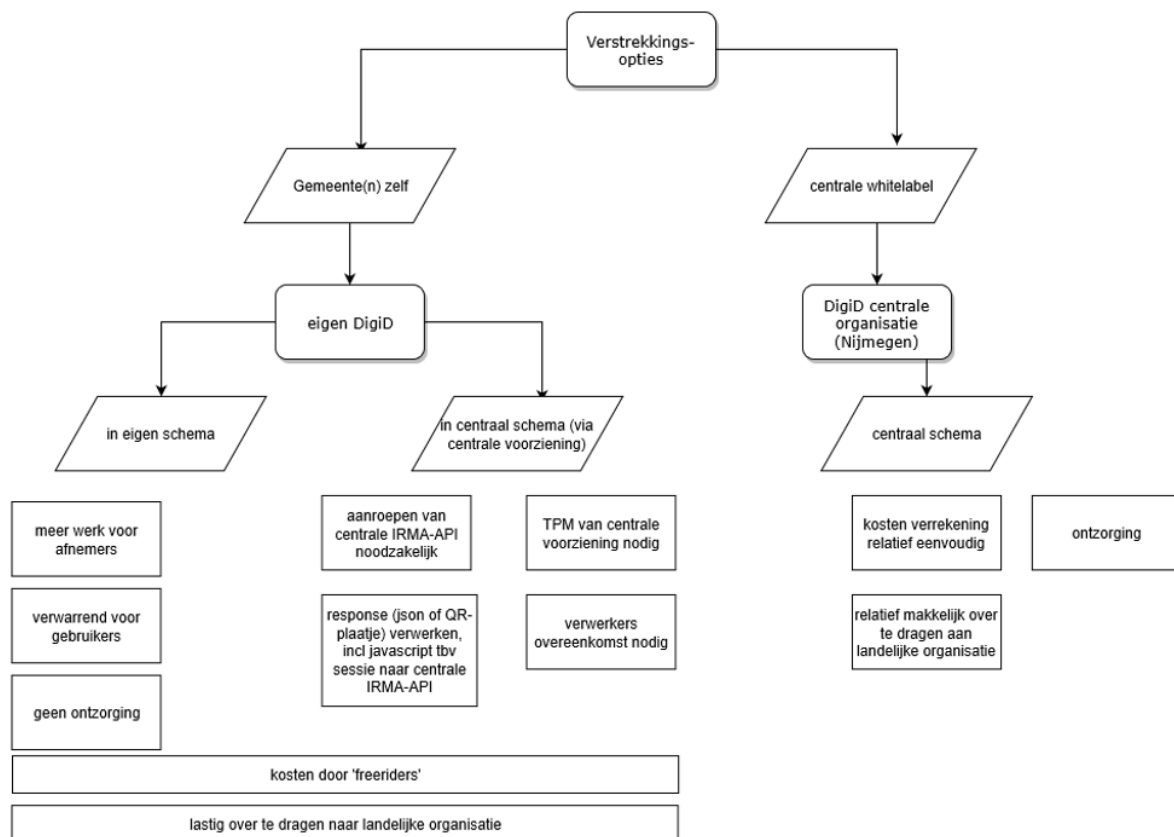 Verstrekkings-
opties
Gemeente(n) zelf
centrale whitelabel
eigen DigiD
DigiD centrale
organisatie
(Nijmegen)
in eigen schema
in centraal schema (via
centrale voorziening)
centraal schema
meer werk voor
afnemers
aanroepen van
centrale IRMA-API
noodzakelijk
TPM van centrale
voorziening nodig
kosten verrekening
relatief eenvoudig
ontzorging
verwarrend voor
gebruikers
response (json of QR-
plaatje) verwerken,
incl javascript tbv
sessie naar centrale
IRMA-API
verwerkers
overeenkomst nodig
relatief makkelijk over
te dragen aan
landelijke organisatie
geen ontzorging
kosten door 'freeriders'
lastig over te dragen naar landelijke organisatie